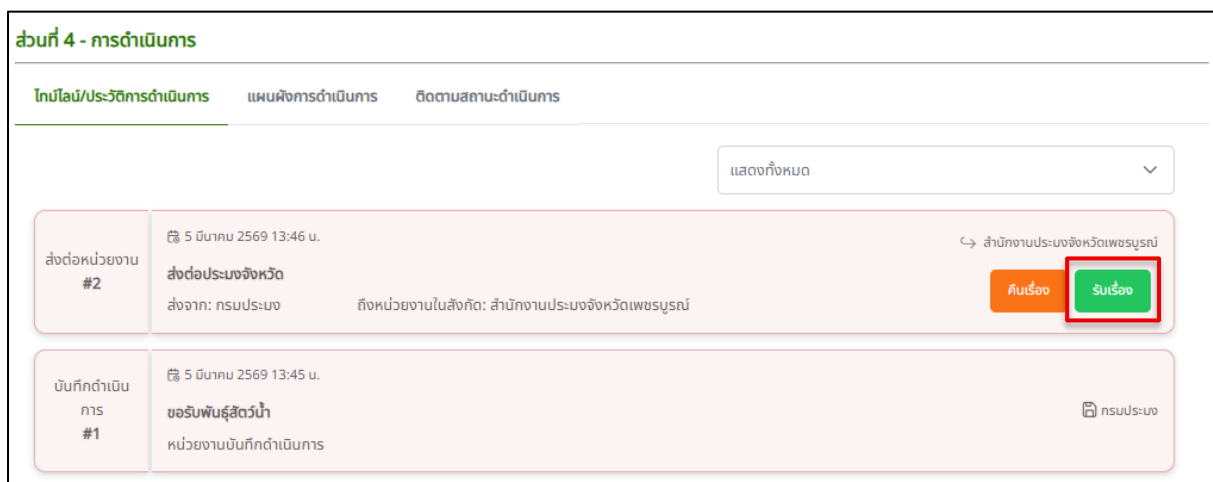 ส่วนที่ 4 - การดำเนินการ
ไทม์ไลน์/ประวัติการดำเนินการ แผนผังการดำเนินการ ติดตามสถานะดำเนินการ
แสดงทั้งหมด
ส่งต่อหน่วยงาน
#2
5 มีนาคม 2569 13:46 น.
ส่งต่อประมงจังหวัด
ส่งจาก: กรมประมง ถึงหน่วยงานในสังกัด: สำนักงานประมงจังหวัดเพชรบูรณ์
สำนักงานประมงจังหวัดเพชรบูรณ์
คืนเรื่อง รับเรื่อง
บันทึกดำเนิน
การ
#1
5 มีนาคม 2569 13:45 น.
ขอรับพันธุ์สัตว์น้ำ
หน่วยงานบันทึกดำเนินการ
กรมประมง